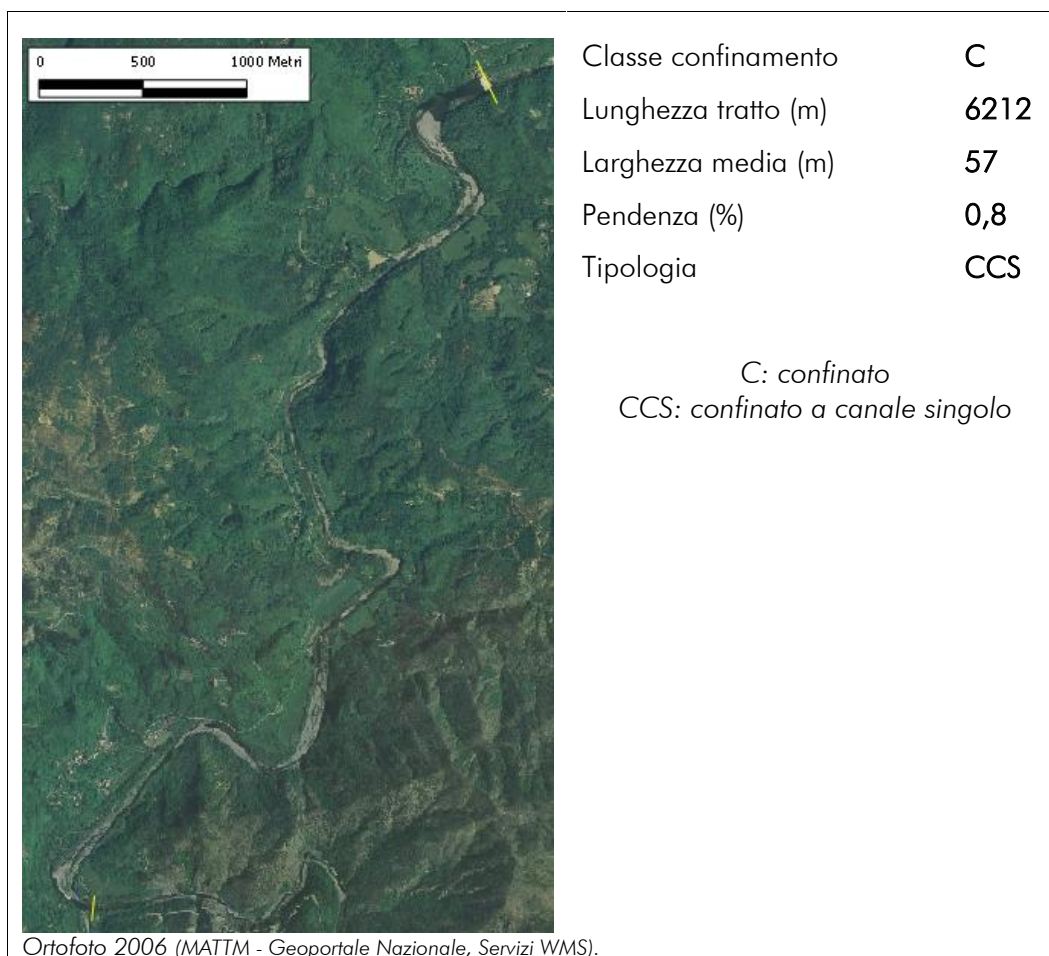 0 500 1000 Metri
Classe confinamento C
Lunghezza tratto (m) 6212
Larghezza media (m) 57
Pendenza (%) 0,8
Tipologia CCS
C: confinato
CCS: confinato a canale singolo
Ortofoto 2006 (MATTM - Geoportale Nazionale, Servizi WMS).